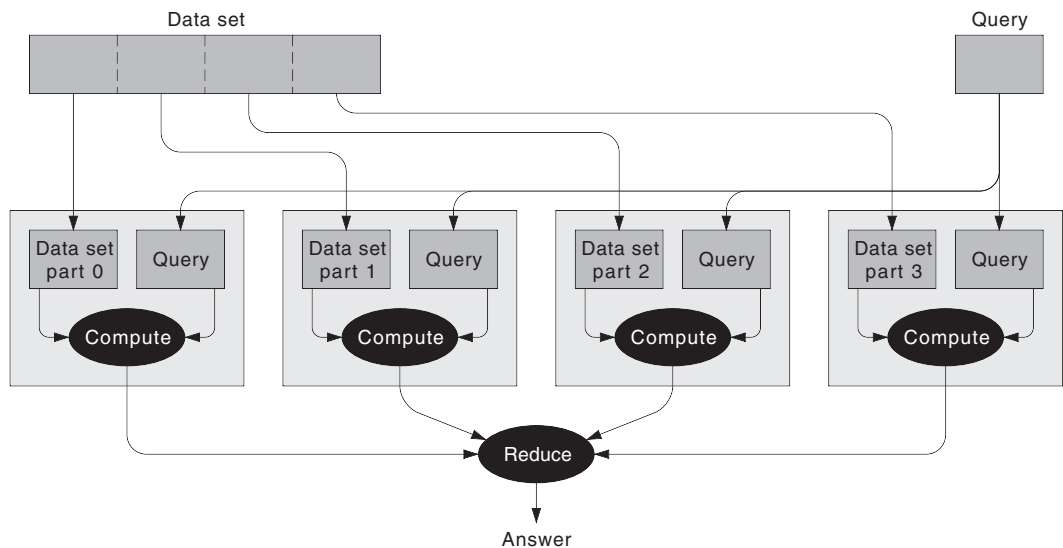 Data set
Query
Data set
part 0
Query
Data set
part 1
Query
Data set
part 2
Query
Data set
part 3
Query
Compute
Compute
Compute
Compute
Reduce
Answer